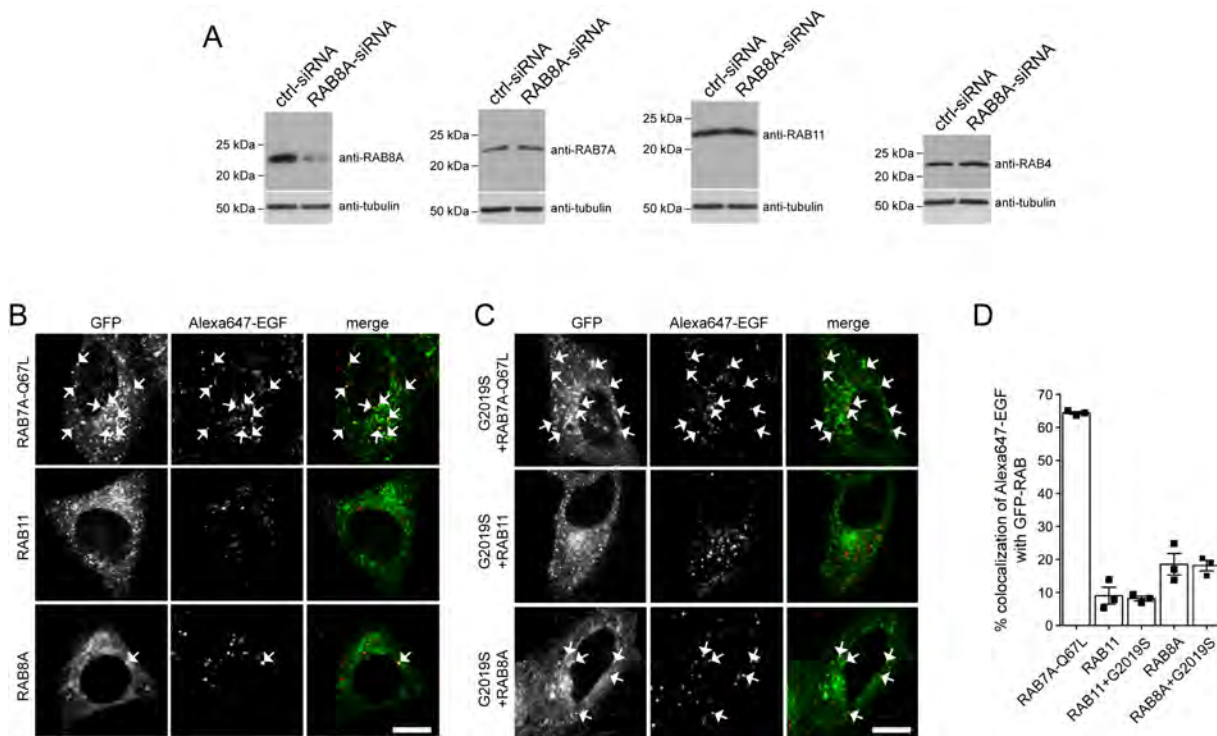 A
ctrl-siRNA
RAB8A-siRNA
25 kDa
20 kDa
anti-RAB8A
50 kDa
anti-tubulin
ctrl-siRNA
RAB8A-siRNA
25 kDa
20 kDa
anti-RAB7A
50 kDa
anti-tubulin
ctrl-siRNA
RAB8A-siRNA
25 kDa
20 kDa
anti-RAB11
50 kDa
anti-tubulin
ctrl-siRNA
RAB8A-siRNA
25 kDa
20 kDa
anti-RAB4
50 kDa
anti-tubulin
B
GFP
Alexa647-EGF
merge
RAB7A-Q67L
RAB11
RAB8A
C
GFP
Alexa647-EGF
merge
G2019S
+RAB7A-Q67L
G2019S
+RAB11
G2019S
+RAB8A
D
% colocalization of Alexa647-EGF
with GFP-RAB
70
60
50
40
30
20
10
0
RAB7A-Q67L
RAB11
RAB11+G2019S
RAB8A
RAB8A+G2019S